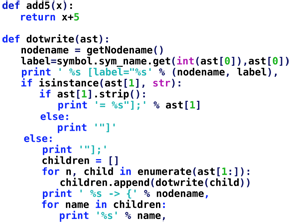 def add5(x):
    return x+5

def dotwrite(ast):
    nodename = getNodename()
    label=symbol.sym_name.get(int(ast[0]),ast[0])
    print ' %s [label="%s' % (nodename, label),
    if isinstance(ast[1], str):
        if ast[1].strip():
            print '= %s"];' % ast[1]
        else:
            print '"]'
    else:
        print '"];'
        children = []
        for n, child in enumerate(ast[1:]):
            children.append(dotwrite(child))
        print ' %s -> {' % nodename,
        for name in children:
            print '%s' % name,